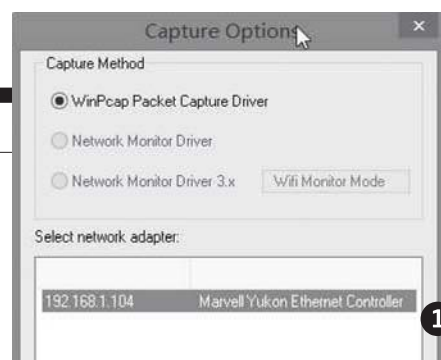 Capture Options
×
Capture Method
WinPcap Packet Capture Driver
Network Monitor Driver
Network Monitor Driver 3.x Wifi Monitor Mode
Select network adapter:
192.168.1.104 Marvell Yukon Ethernet Controller
1